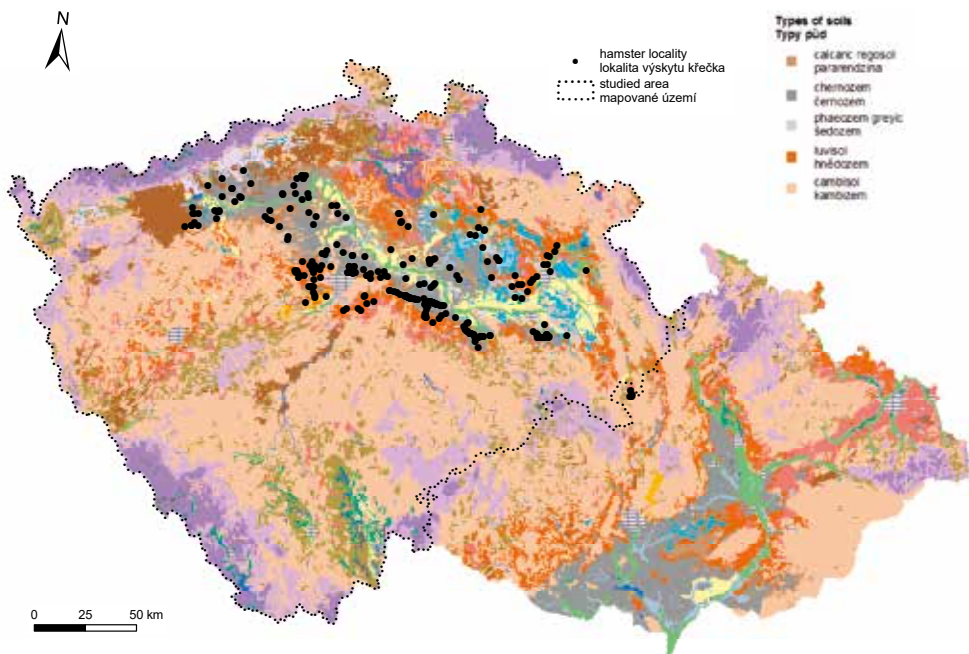 N
hamster locality
lokalita výskytu křečka
studied area
mapované území
Types of soils
Typy půd
calcaric regosol
pararendzina
chernozem
černozem
phaeozem greyic
šedozem
luvisol
hnědozem
cambisol
kambizem
0 25 50 km